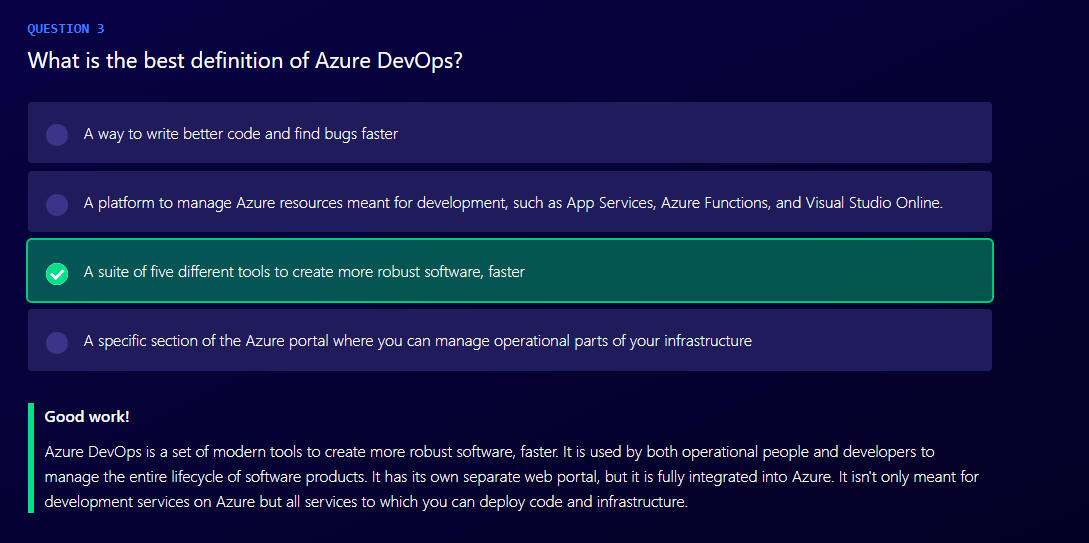 QUESTION 3
What is the best definition of Azure DevOps?
A way to write better code and find bugs faster
A platform to manage Azure resources meant for development, such as App Services, Azure Functions, and Visual Studio Online.
A suite of five different tools to create more robust software, faster
A specific section of the Azure portal where you can manage operational parts of your infrastructure
Good work!
Azure DevOps is a set of modern tools to create more robust software, faster. It is used by both operational people and developers to
manage the entire lifecycle of software products. It has its own separate web portal, but it is fully integrated into Azure. It isn't only meant for
development services on Azure but all services to which you can deploy code and infrastructure.